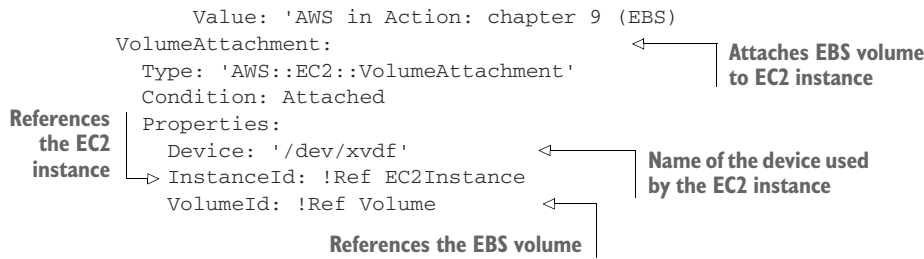 Value: 'AWS in Action: chapter 9 (EBS)
VolumeAttachment:
Attaches EBS volume
to EC2 instance
Type: 'AWS::EC2::VolumeAttachment'
Condition: Attached
References
the EC2
instance
Properties:
Device: '/dev/xvdf'
Name of the device used
by the EC2 instance
InstanceId: !Ref EC2Instance
VolumeId: !Ref Volume
References the EBS volume